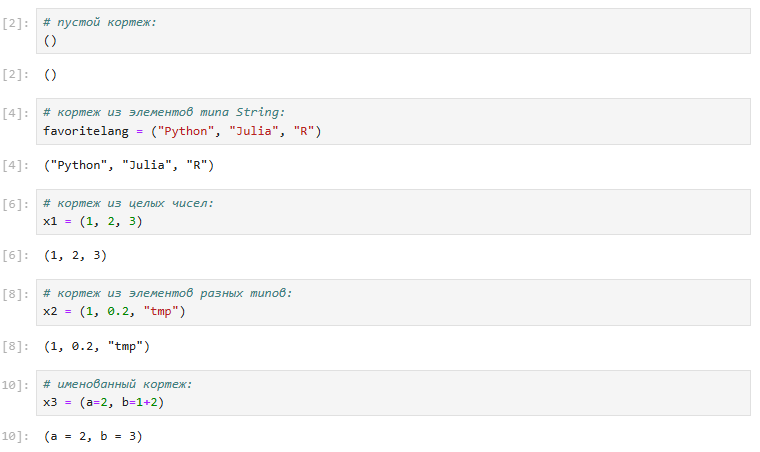 [2]: # пустой кортеж:
()
[2]: ()
[4]: # кортеж из элементов типа String:
favoritelang = ("Python", "Julia", "R")
[4]: ("Python", "Julia", "R")
[6]: # кортеж из целых чисел:
x1 = (1, 2, 3)
[6]: (1, 2, 3)
[8]: # кортеж из элементов разных типов:
x2 = (1, 0.2, "tmp")
[8]: (1, 0.2, "tmp")
10]: # именованный кортеж:
x3 = (a=2, b=1+2)
10]: (a = 2, b = 3)